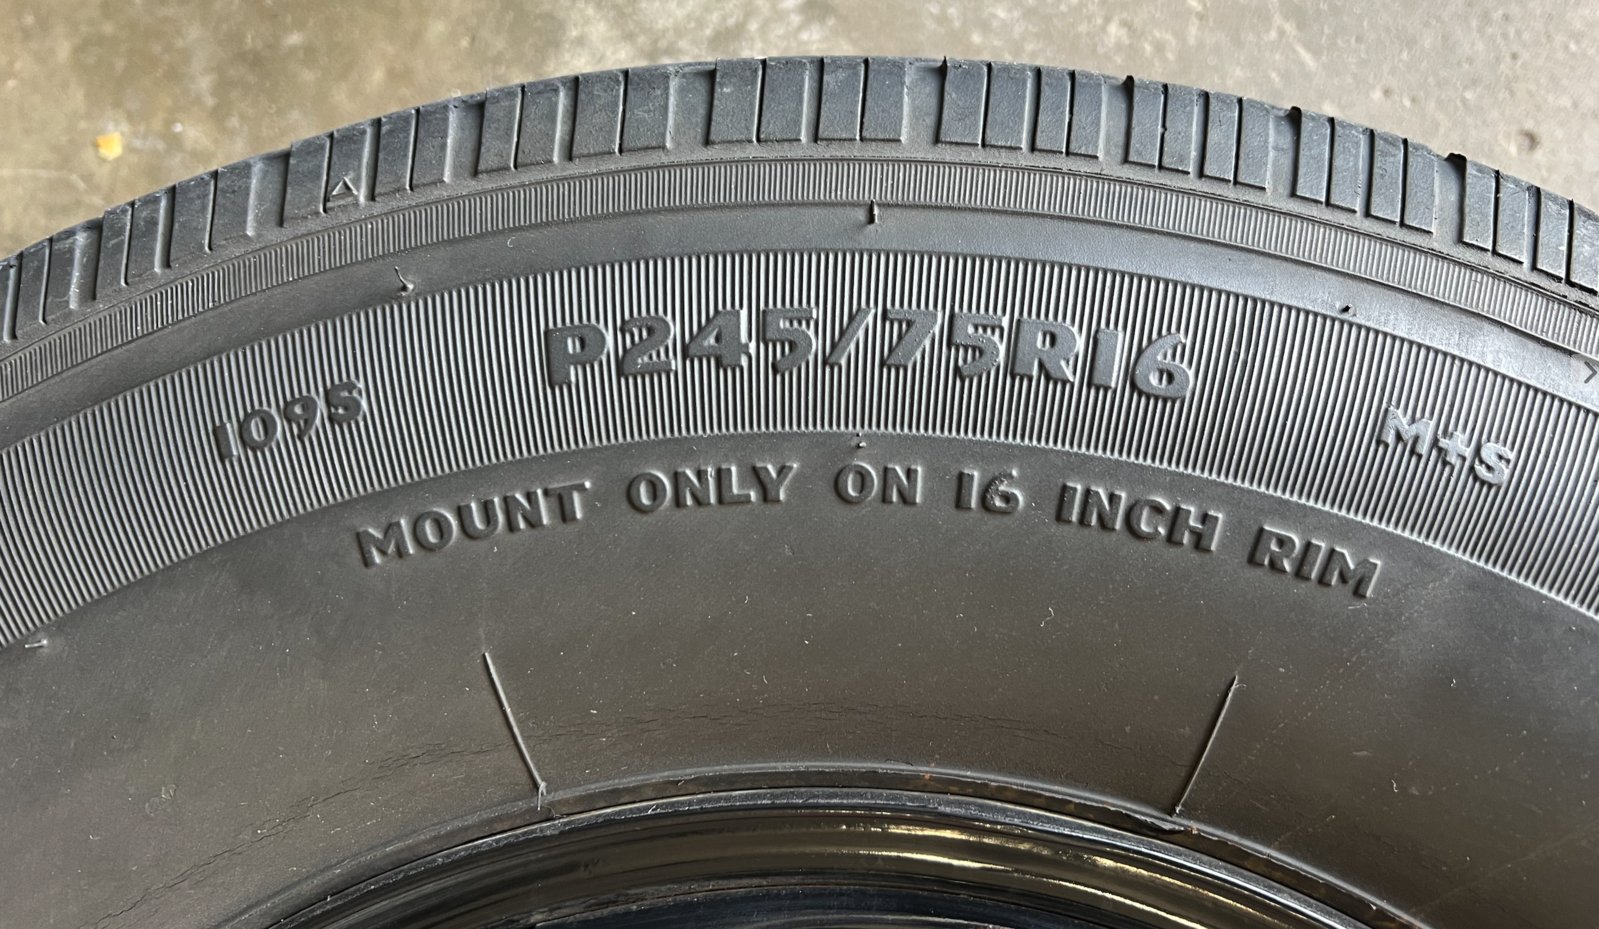 P245/75R16
109S
M+S
MOUNT ONLY ON 16 INCH RIM